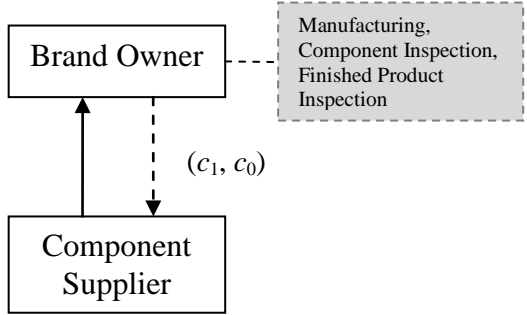 Brand Owner
Manufacturing,
Component Inspection,
Finished Product
Inspection
(c₁, c₀)
Component
Supplier